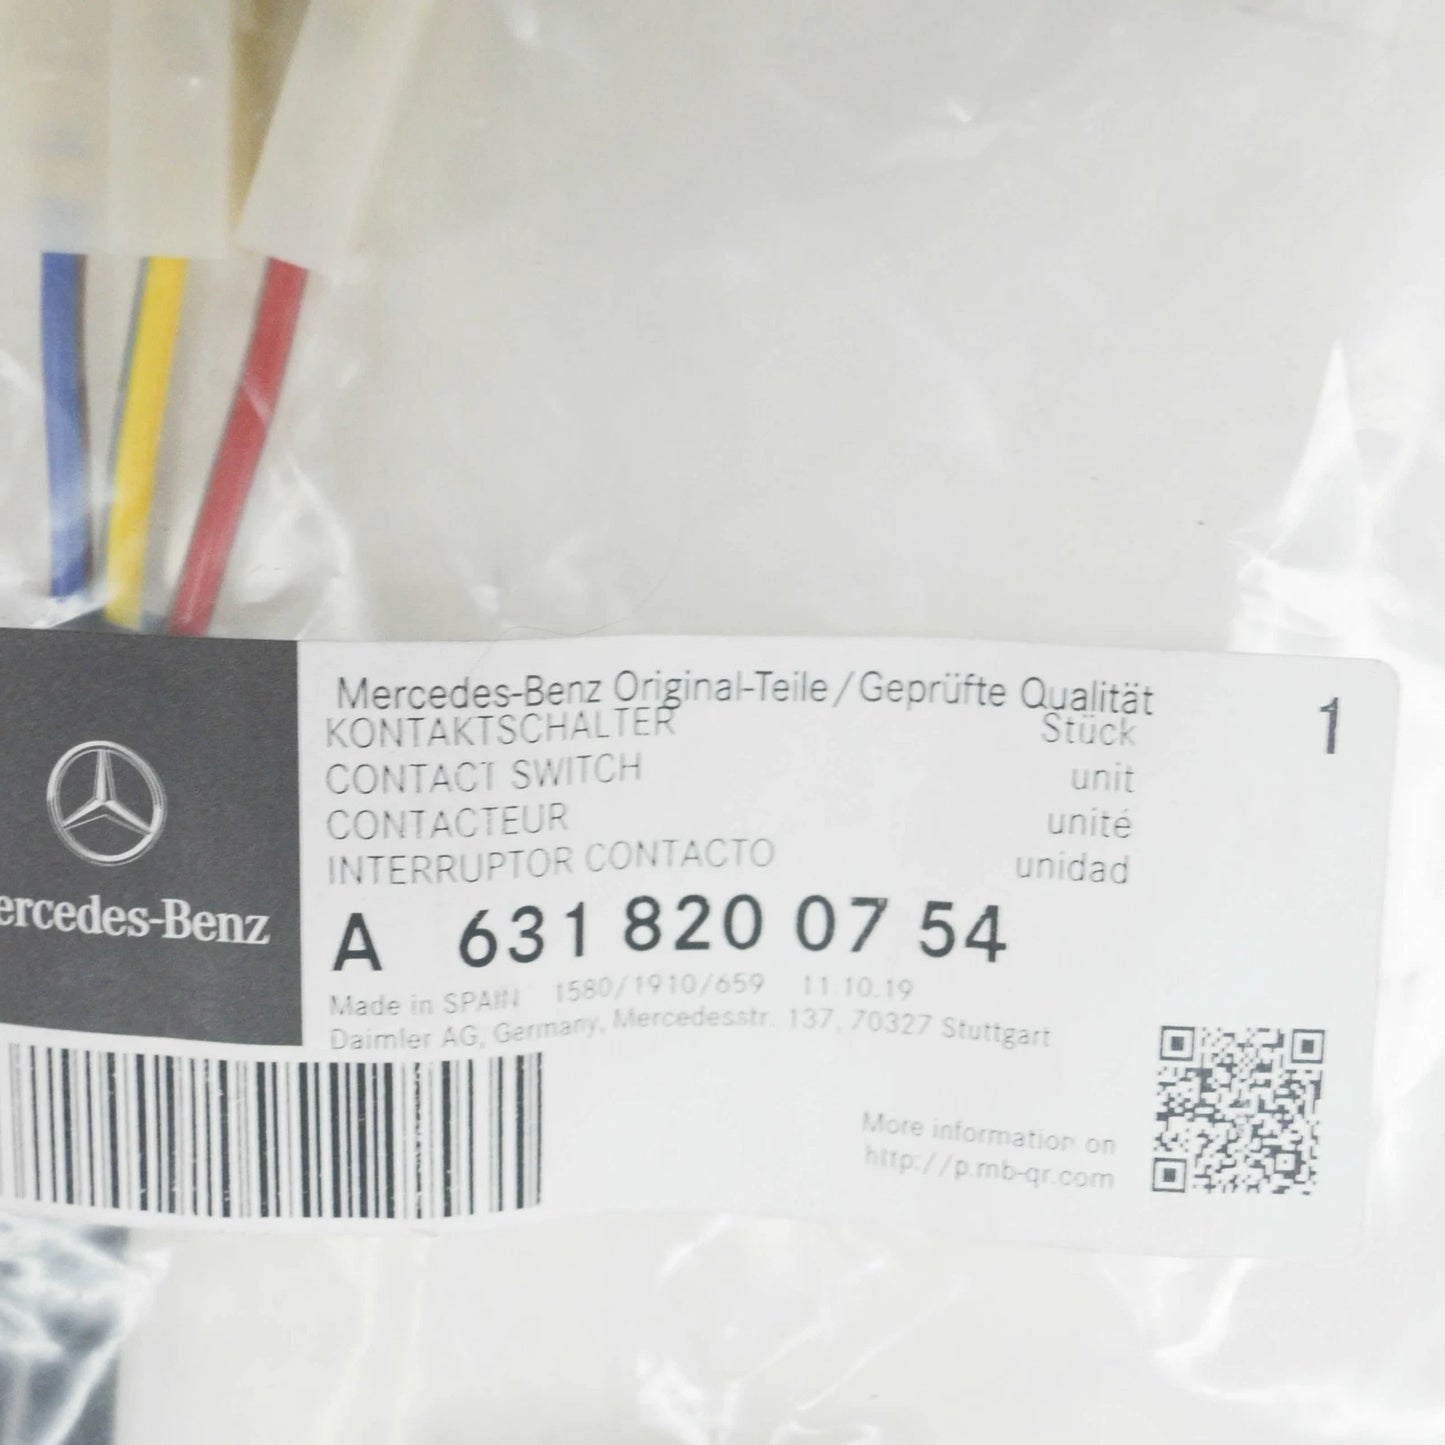 Mercedes-Benz Original-Teile/Geprüfte Qualität
KONTAKTSCHALTER Stück 1
CONTACT SWITCH unit
CONTACTEUR unité
INTERRUPTOR CONTACTO unidad
ercedes-Benz
A 631 820 07 54
Made in SPAIN 1580/1910/659 11.10.19
Daimler AG, Germany, Mercedesstr. 137, 70327 Stuttgart
More information on
http://p.mb-qr.com